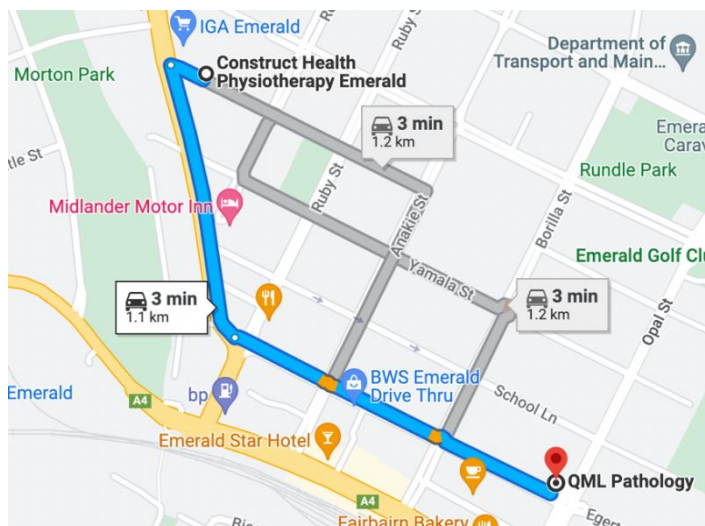 IGA Emerald
Ruby St
Department of
Transport and Main...
Construct Health
Physiotherapy Emerald
Morton Park
3 min
1.2 km
Emera
Carav
Rundle Park
tle St
Ruby St
Midlander Motor Inn
Anakie St
Borilla St
Emerald Golf Clu
Yamala St
3 min
1.1 km
3 min
1.2 km
Opal St
BWS Emerald
Drive Thru
Emerald
bp
A4
School Ln
Emerald Star Hotel
QML Pathology
A4
Egert
Fairbairn Bakery